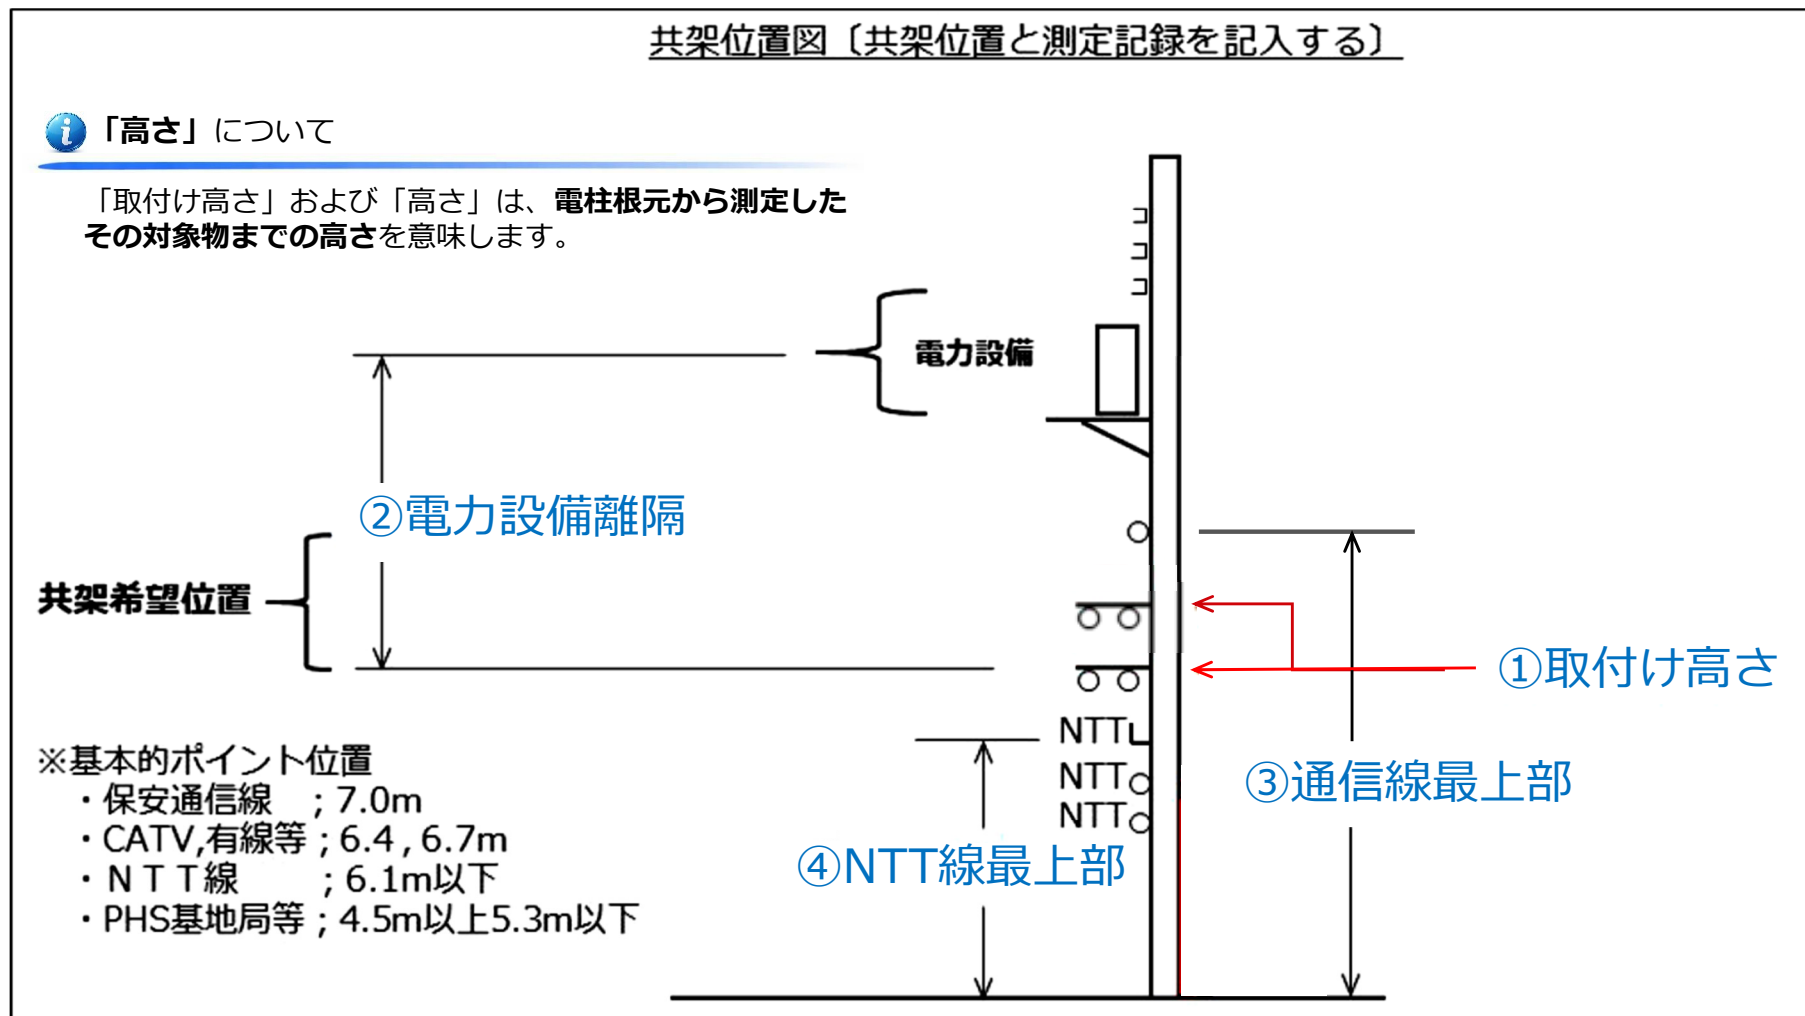 共架位置図〔共架位置と測定記録を記入する〕
「高さ」について
「取付け高さ」および「高さ」は、電柱根元から測定した
その対象物までの高さを意味します。
電力設備
②電力設備離隔
共架希望位置
①取付け高さ
NTT
NTT
NTT
③通信線最上部
④NTT線最上部
※基本的ポイント位置
・保安通信線 ; 7.0m
・CATV,有線等 ; 6.4 , 6.7m
・ＮＴＴ線 ; 6.1m以下
・PHS基地局等 ; 4.5m以上5.3m以下